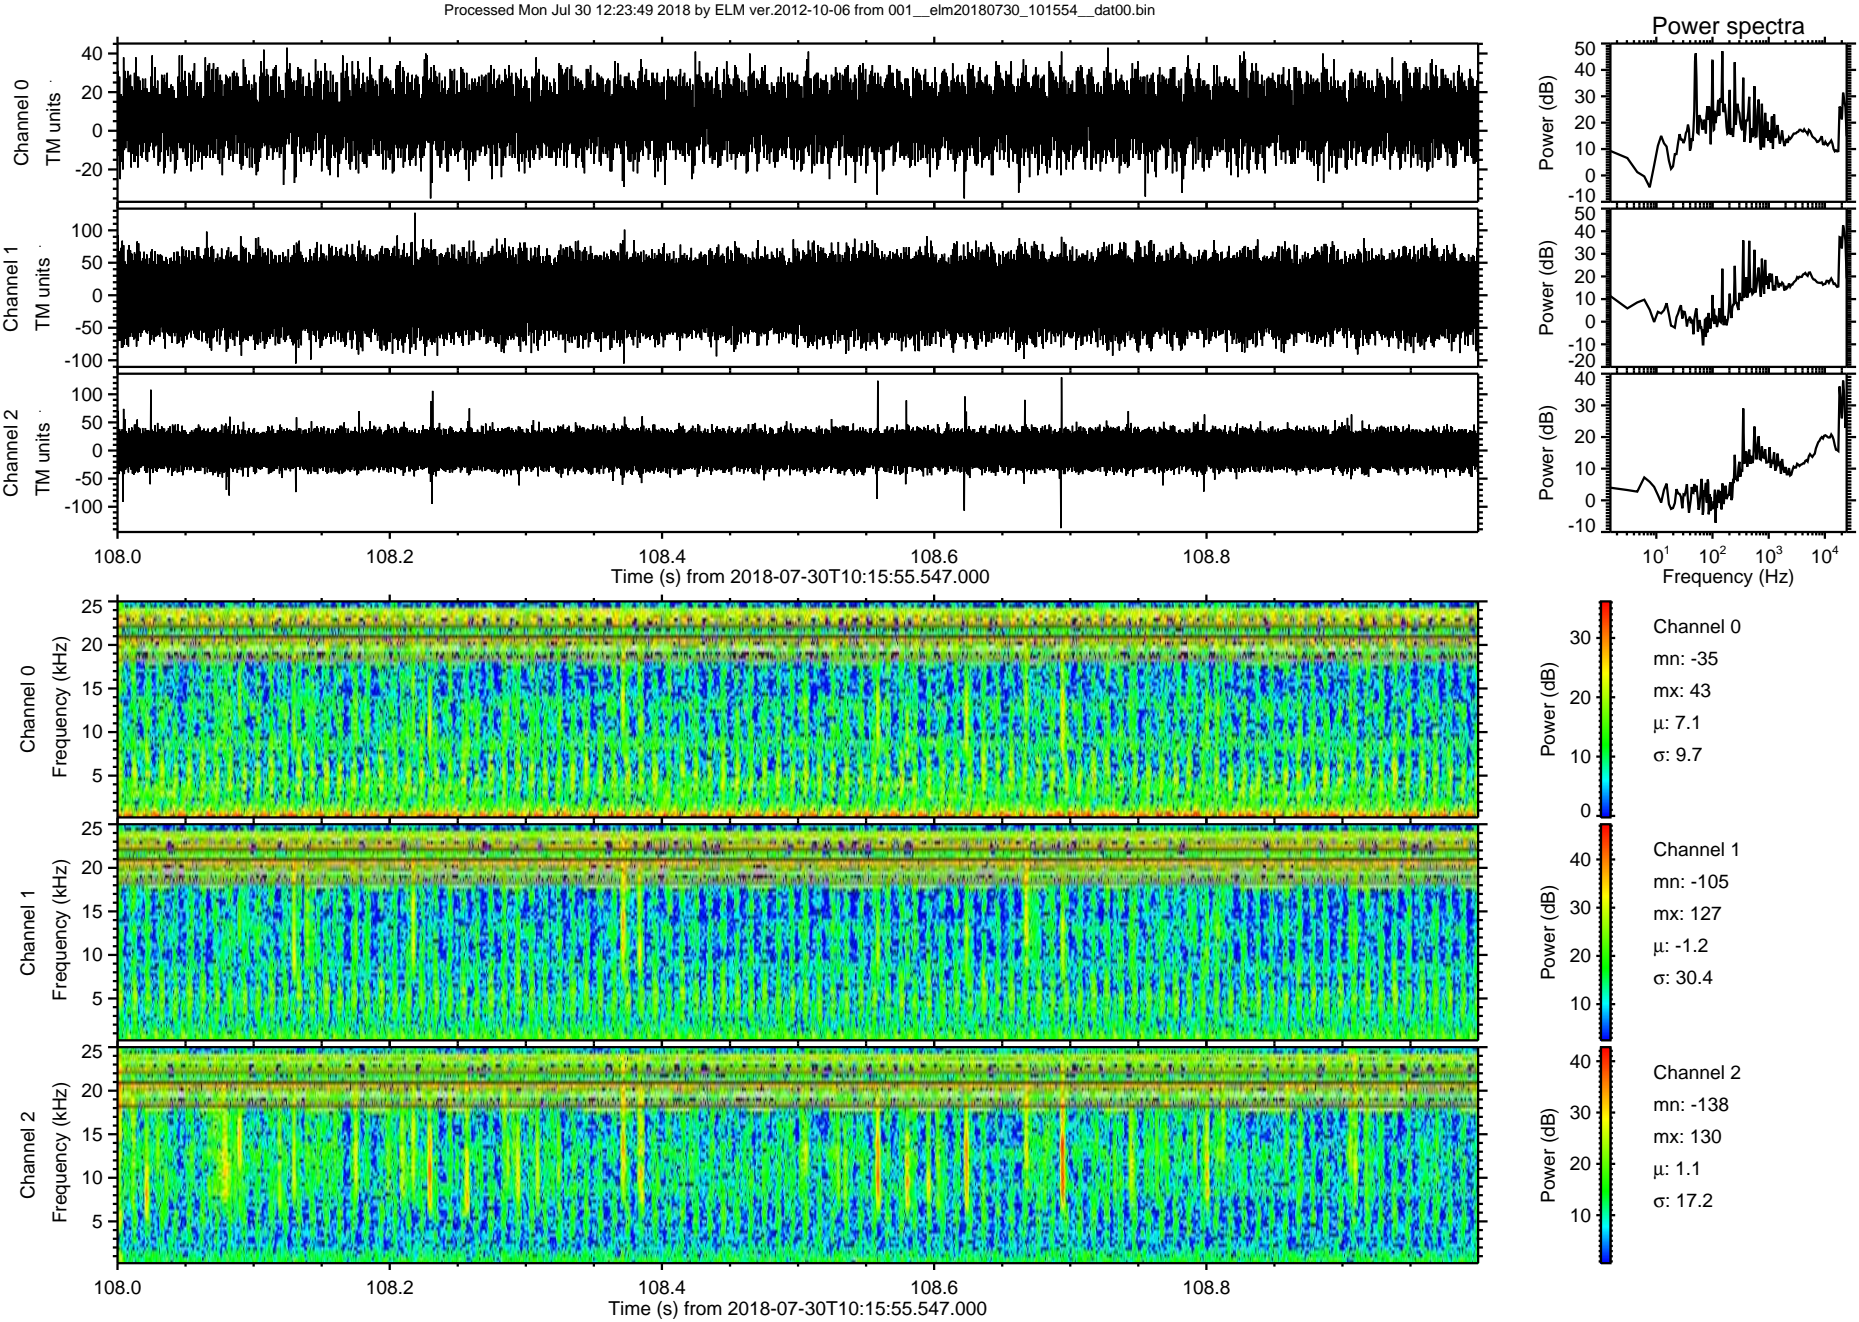 Processed Mon Jul 30 12:23:49 2018 by ELM ver.2012-10-06 from 001__elm20180730_101554__dat00.bin
Power spectra
Channel 0
TM units
40
20
0
-20
Power (dB)
50
40
30
20
10
0
-10
Channel 1
TM units
100
50
0
-50
-100
Power (dB)
50
40
30
20
10
0
-10
-20
Channel 2
TM units
100
50
0
-50
-100
Power (dB)
40
30
20
10
0
-10
108.0 108.2 108.4 108.6 108.8
Time (s) from 2018-07-30T10:15:55.547.000
10¹ 10² 10³ 10⁴
Frequency (Hz)
Channel 0
Frequency (kHz)
25
20
15
10
5
Power (dB)
30
20
10
0
Channel 0
mn: -35
mx: 43
μ: 7.1
σ: 9.7
Channel 1
Frequency (kHz)
25
20
15
10
5
Power (dB)
40
30
20
10
Channel 1
mn: -105
mx: 127
μ: -1.2
σ: 30.4
Channel 2
Frequency (kHz)
25
20
15
10
5
Power (dB)
40
30
20
10
Channel 2
mn: -138
mx: 130
μ: 1.1
σ: 17.2
108.0 108.2 108.4 108.6 108.8
Time (s) from 2018-07-30T10:15:55.547.000